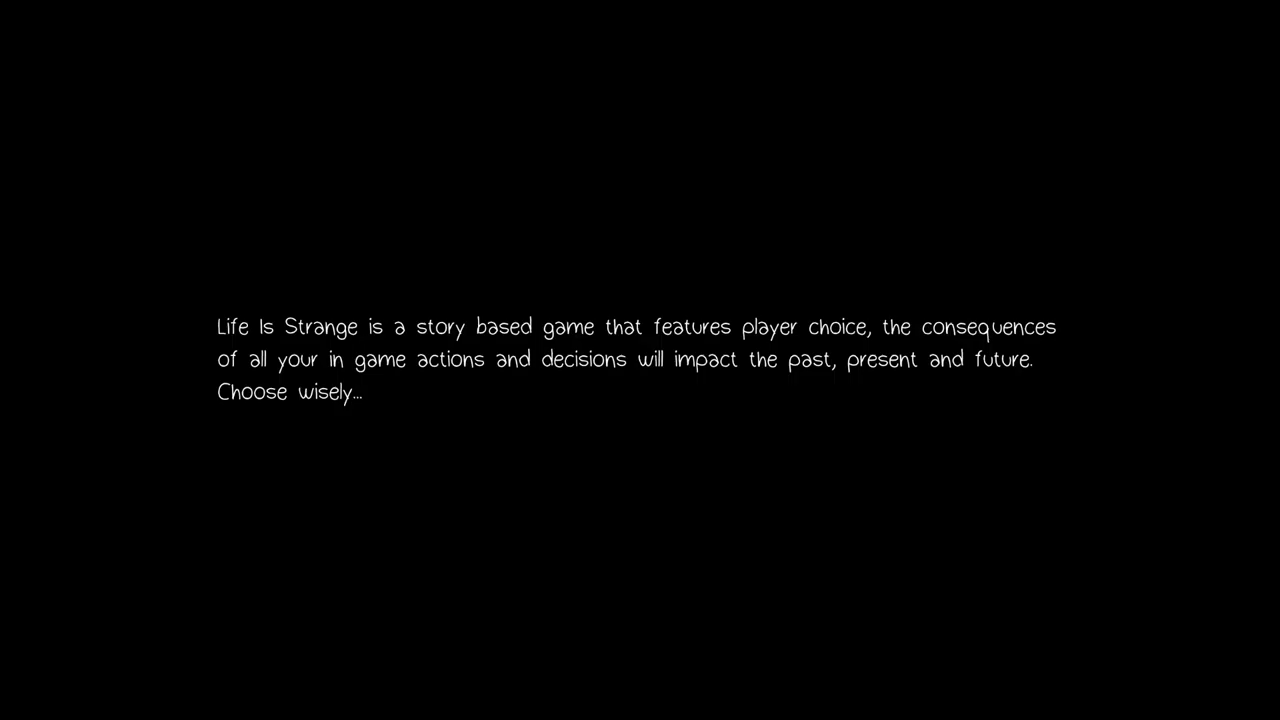 Life Is Strange is a story based game that features player choice, the consequences
of all your in game actions and decisions will impact the past, present and future.
Choose wisely...